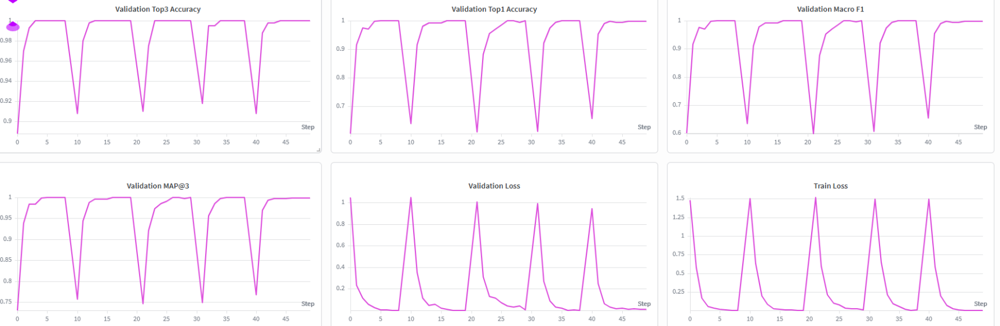 Validation Top3 Accuracy
1
0.98
0.96
0.94
0.92
0.9
Step
0 5 10 15 20 25 30 35 40 45
Validation Top1 Accuracy
1
0.9
0.8
0.7
Step
0 5 10 15 20 25 30 35 40 45
Validation Macro F1
1
0.9
0.8
0.7
0.6
Step
0 5 10 15 20 25 30 35 40 45
Validation MAP@3
1
0.95
0.9
0.85
0.8
0.75
Step
0 5 10 15 20 25 30 35 40 45
Validation Loss
1
0.8
0.6
0.4
0.2
Step
0 5 10 15 20 25 30 35 40 45
Train Loss
1.5
1.25
1
0.75
0.5
0.25
Step
0 5 10 15 20 25 30 35 40 45